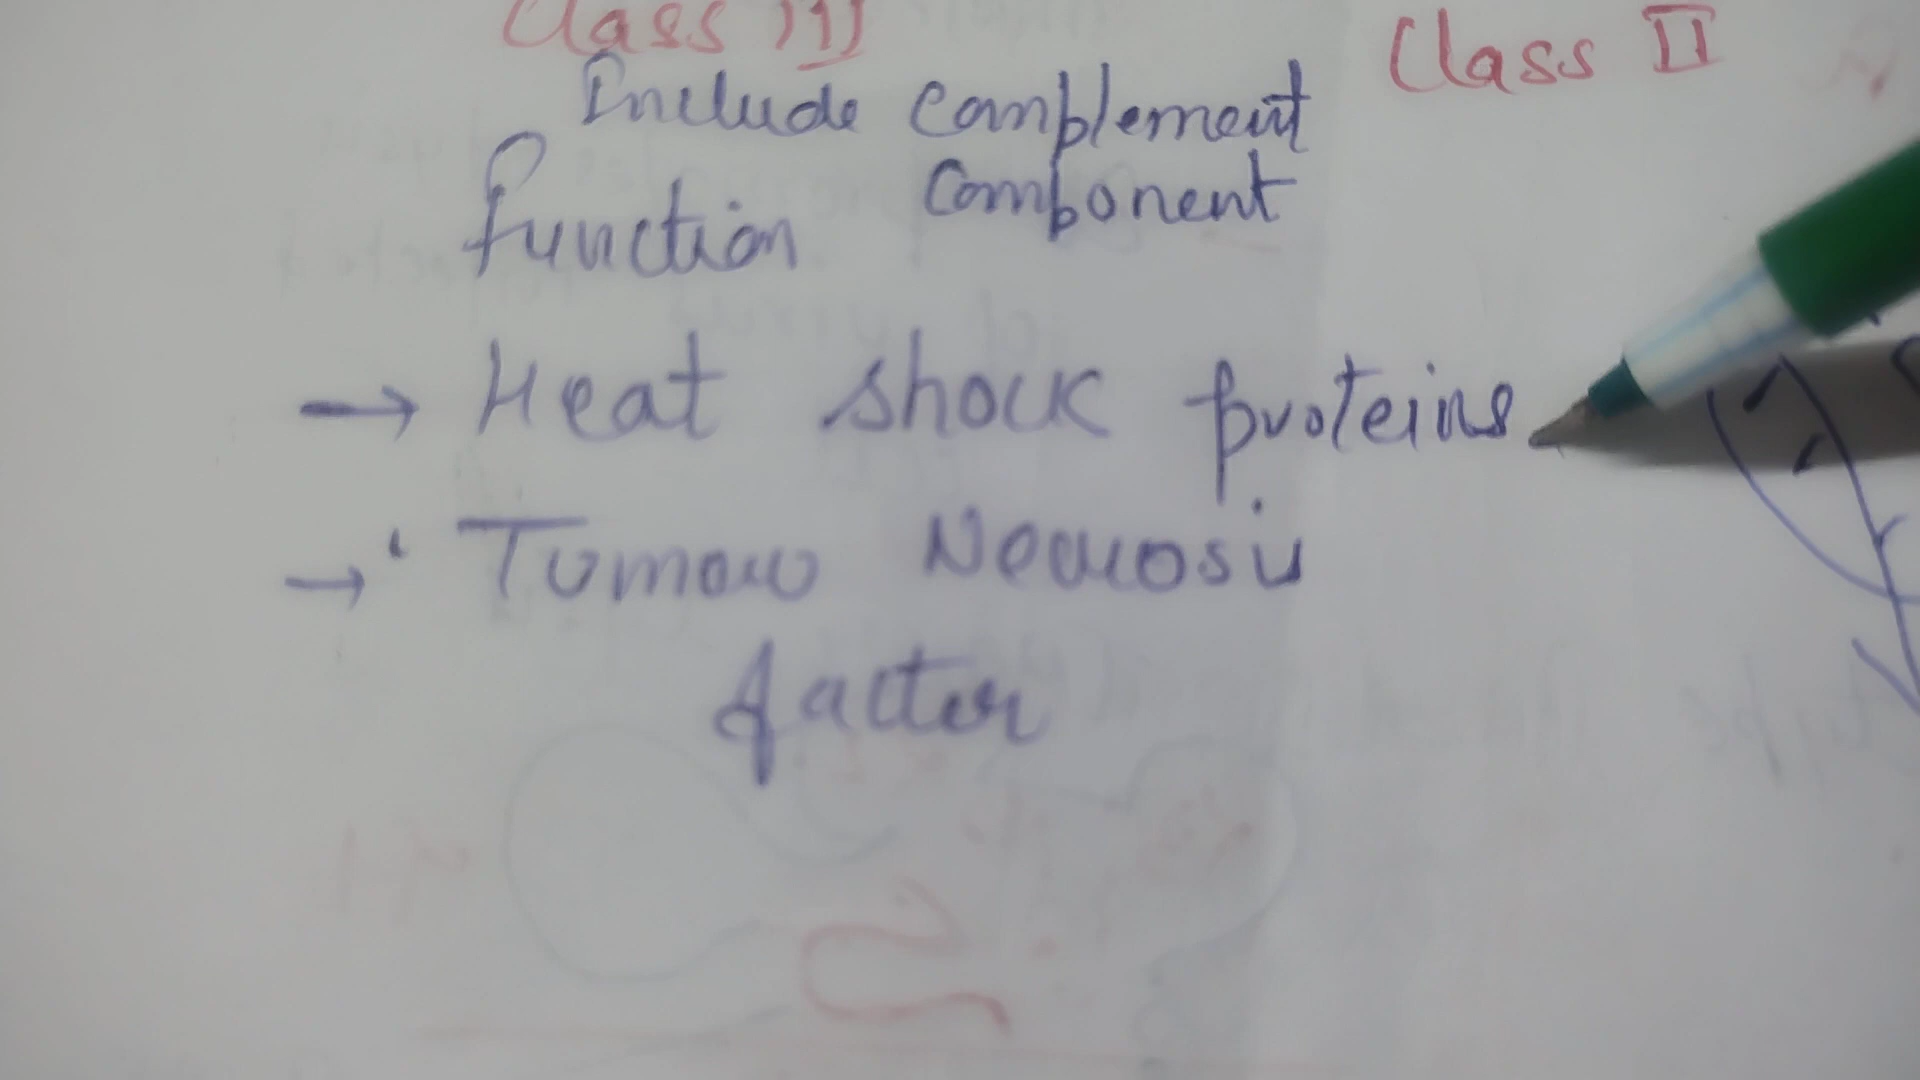 Class III
Class II
Include complement
component
function
→ Heat shock proteins
→ Tumour Necrosis
factor